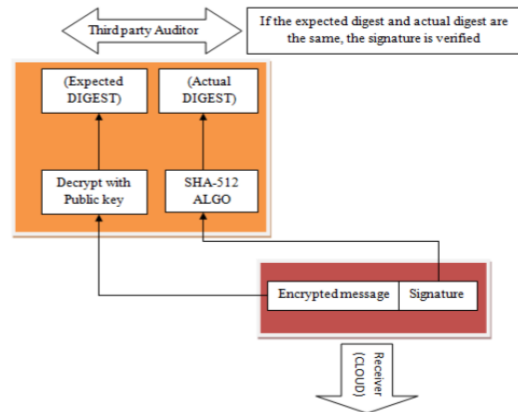 Third party Auditor
If the expected digest and actual digest are
the same, the signature is verified
(Expected
DIGEST)
(Actual
DIGEST)
Decrypt with
Public key
SHA-512
ALGO
Encrypted message
Signature
Receiver
(CLOUD)